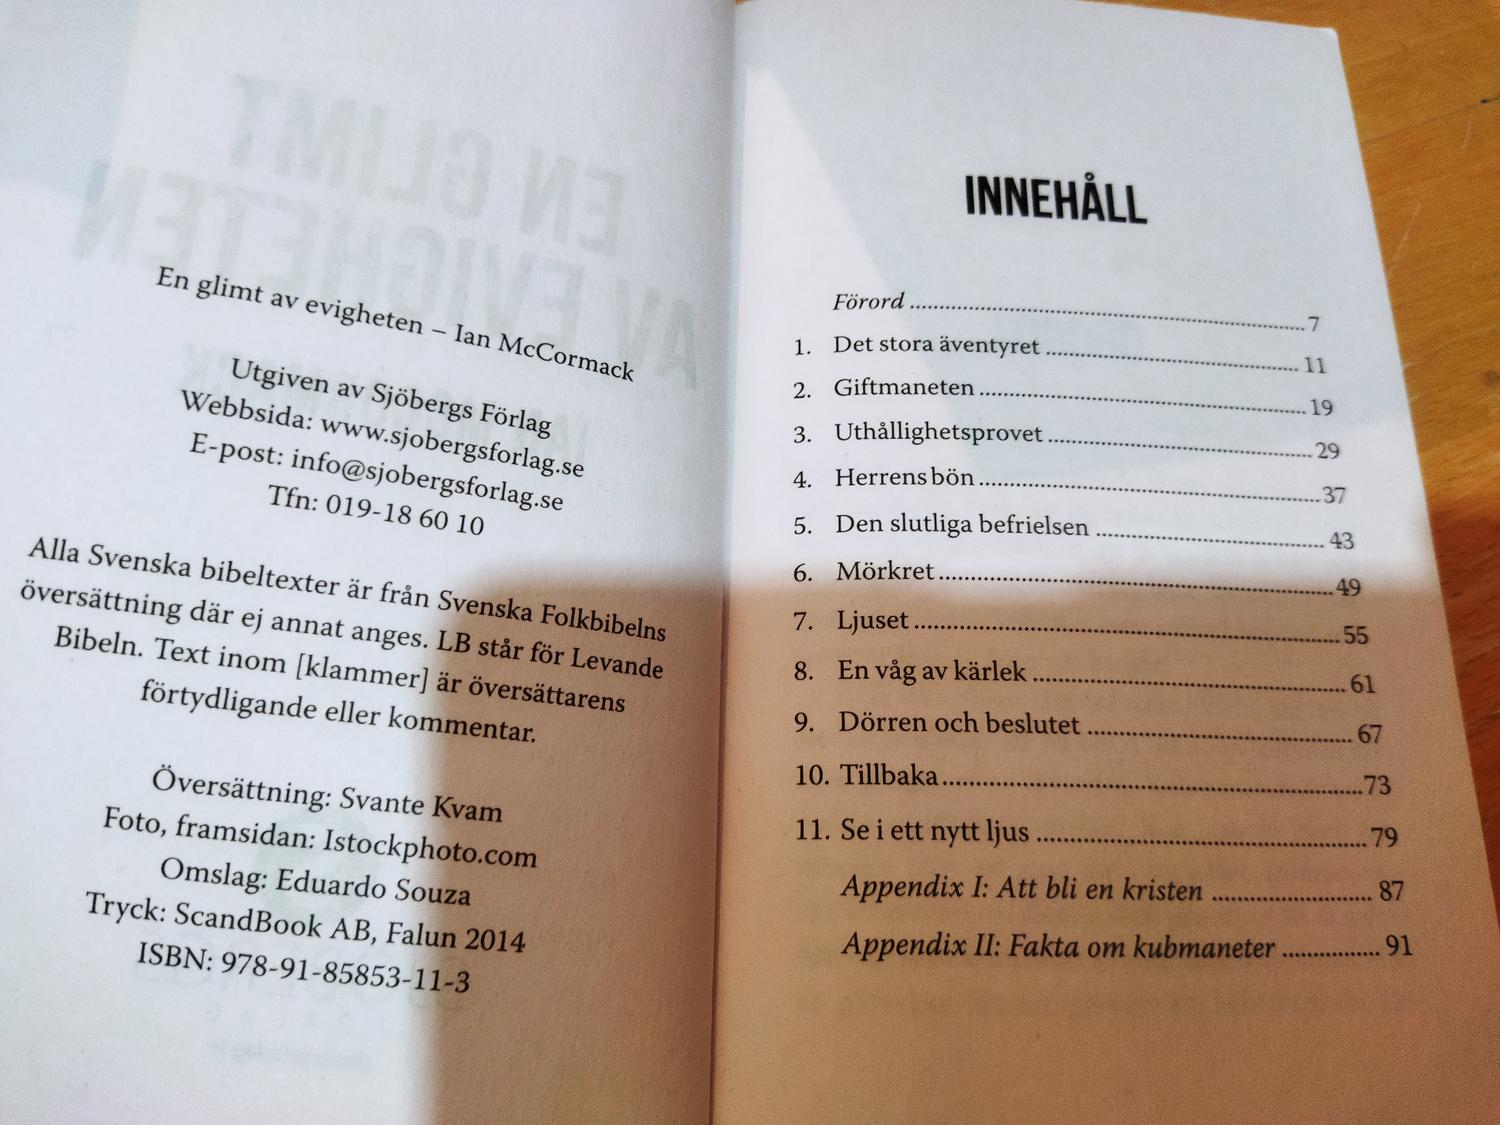 En glimt av evigheten – Ian McCormack
Utgiven av Sjöbergs Förlag
Webbsida: www.sjobergsforlag.se
E-post: info@sjobergsforlag.se
Tfn: 019-18 60 10
Alla Svenska bibeltexter är från Svenska Folkbibelns
översättning där ej annat anges. LB står för Levande
Bibeln. Text inom [klammer] är översättarens
förtydligande eller kommentar.
Översättning: Svante Kvam
Foto, framsidan: Istockphoto.com
Omslag: Eduardo Souza
Tryck: ScandBook AB, Falun 2014
ISBN: 978-91-85853-11-3
INNEHÅLL
Förord ........ 7
1. Det stora äventyret ........ 11
2. Giftmaneten ........ 19
3. Uthållighetsprovet ........ 29
4. Herrens bön ........ 37
5. Den slutliga befrielsen ........ 43
6. Mörkret ........ 49
7. Ljuset ........ 55
8. En våg av kärlek ........ 61
9. Dörren och beslutet ........ 67
10. Tillbaka ........ 73
11. Se i ett nytt ljus ........ 79
Appendix I: Att bli en kristen ........ 87
Appendix II: Fakta om kubmaneter ........ 91